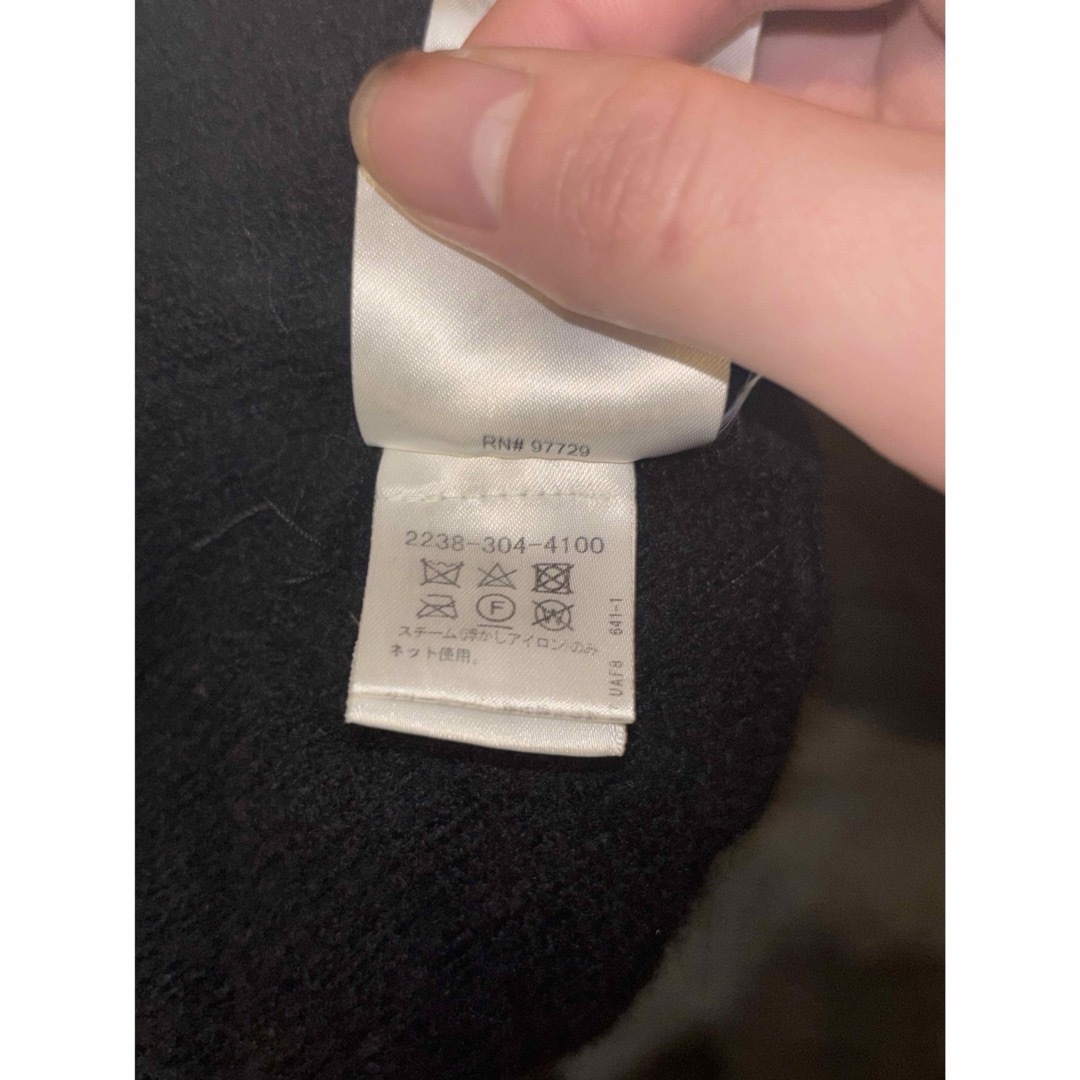 RN# 97729
2238-304-4100
F W
スチーム(浮かしアイロン)のみ
ネット使用。
UAF8 641-1